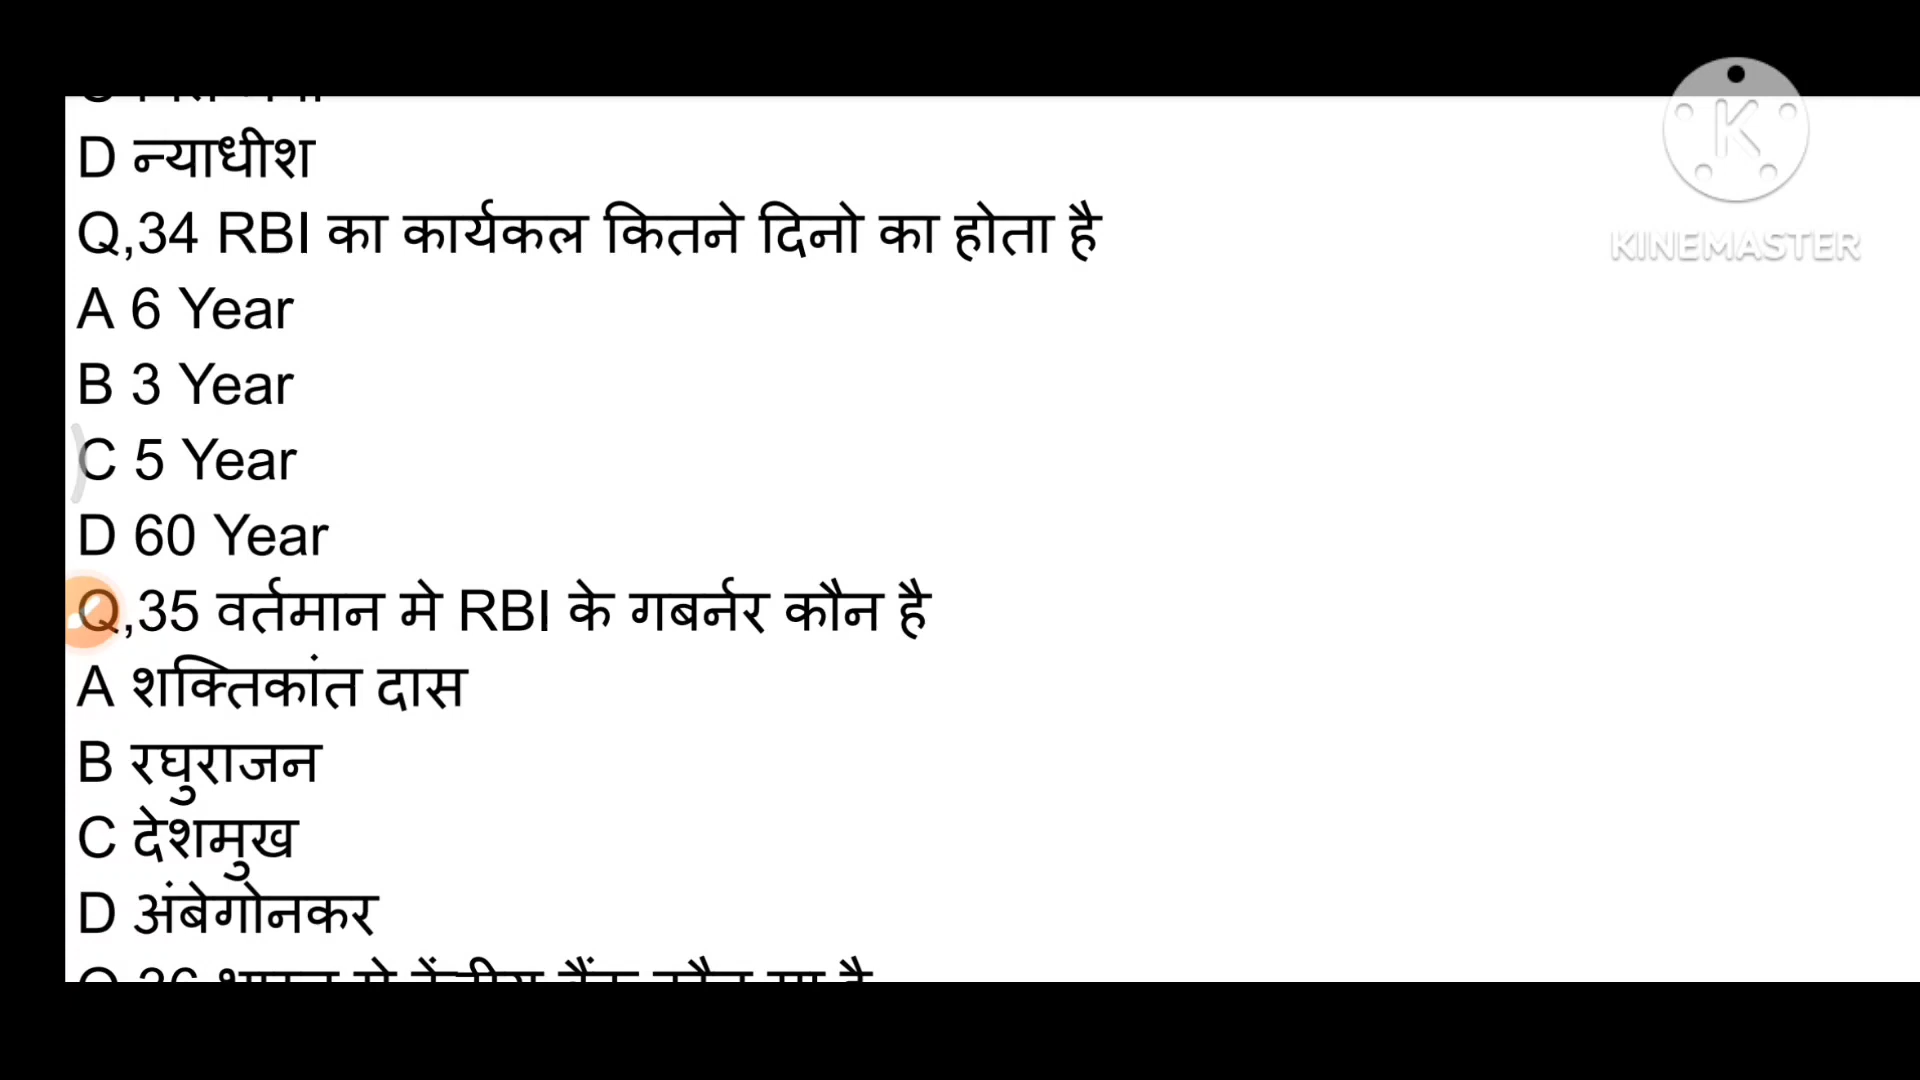 D न्याधीश
Q,34 RBI का कार्यकल कितने दिनो का होता है
A 6 Year
B 3 Year
C 5 Year
D 60 Year
Q,35 वर्तमान मे RBI के गबर्नर कौन है
A शक्तिकांत दास
B रघुराजन
C देशमुख
D अंबेगोनकर
KINEMASTER